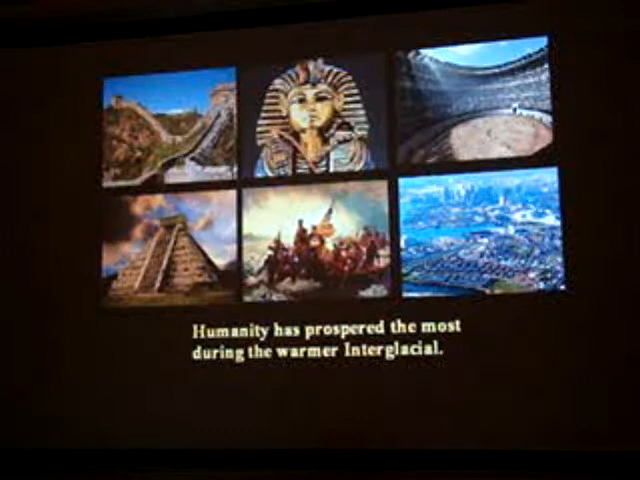 Humanity has prospered the most
during the warmer Interglacial.